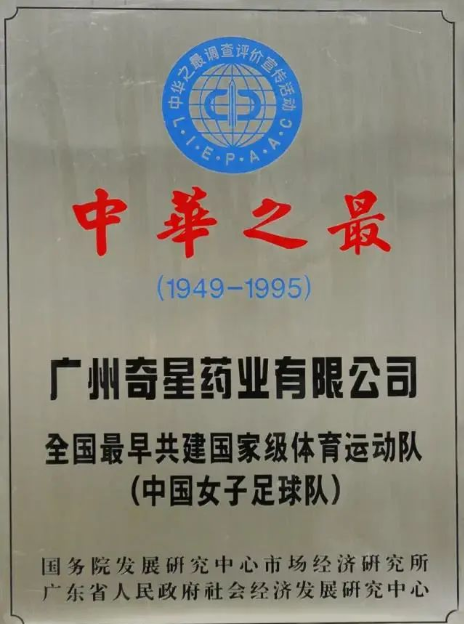 中华之最调查评价宣传活动
L·I·E·P·A·A·C
中華之最
(1949-1995)
广州奇星药业有限公司
全国最早共建国家级体育运动队
(中国女子足球队)
国务院发展研究中心市场经济研究所
广东省人民政府社会经济发展研究中心